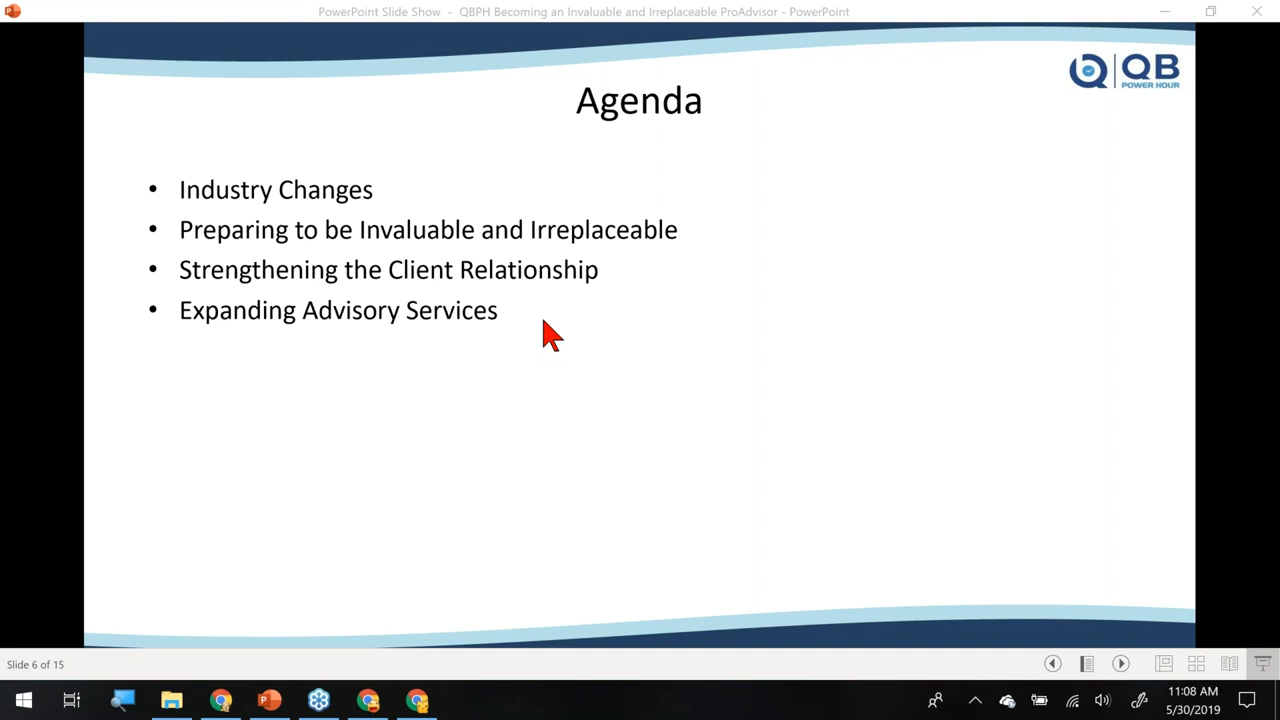 PowerPoint Slide Show - QBPH Becoming an Invaluable and Irreplaceable ProAdvisor - PowerPoint
QB
POWER HOUR
Agenda
• Industry Changes
• Preparing to be Invaluable and Irreplaceable
• Strengthening the Client Relationship
• Expanding Advisory Services
Slide 6 of 15
11:08 AM
5/30/2019